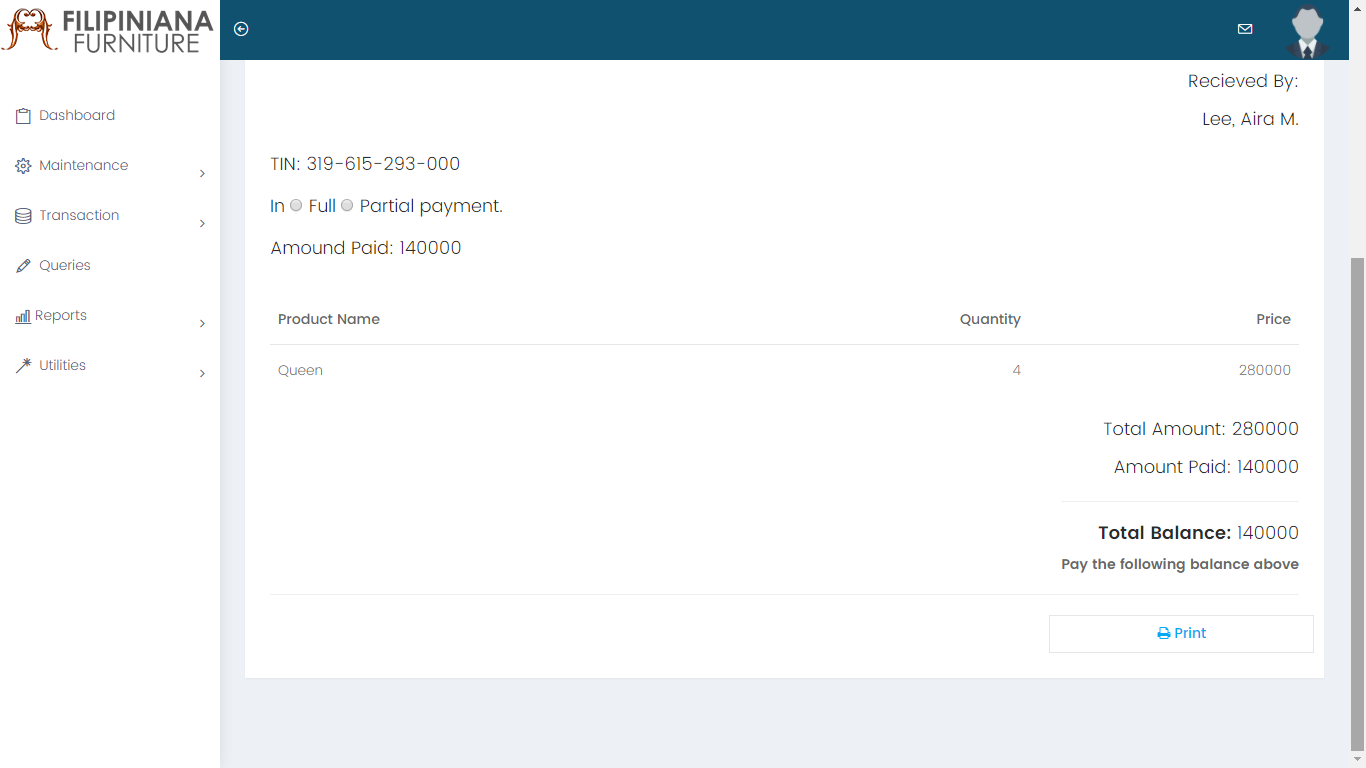 FILIPINIANA
FURNITURE
Dashboard
Maintenance
Transaction
Queries
Reports
Utilities
Recieved By:
Lee, Aira M.
TIN: 319-615-293-000
In Full Partial payment.
Amound Paid: 140000
Product Name Quantity Price
Queen 4 280000
Total Amount: 280000
Amount Paid: 140000
Total Balance: 140000
Pay the following balance above
Print